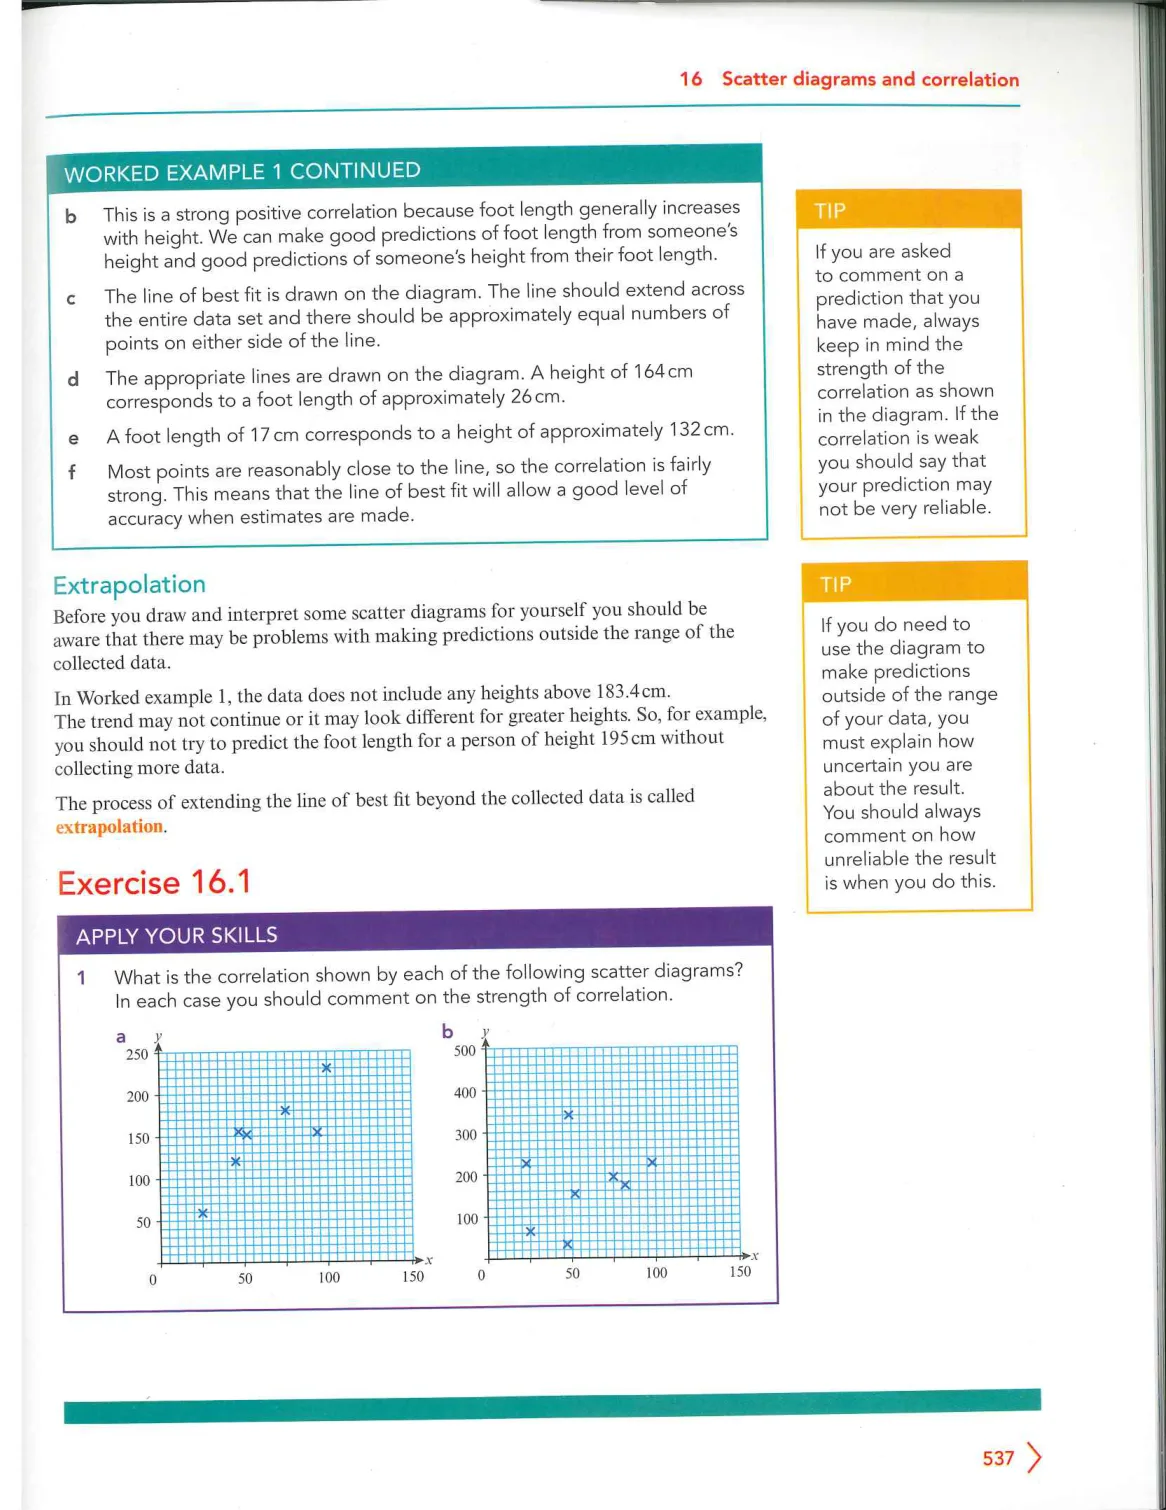 16 Scatter diagrams and correlation
WORKED EXAMPLE 1 CONTINUED
b This is a strong positive correlation because foot length generally increases
with height. We can make good predictions of foot length from someone's
height and good predictions of someone's height from their foot length.
c The line of best fit is drawn on the diagram. The line should extend across
the entire data set and there should be approximately equal numbers of
points on either side of the line.
d The appropriate lines are drawn on the diagram. A height of 164 cm
corresponds to a foot length of approximately 26 cm.
e A foot length of 17 cm corresponds to a height of approximately 132 cm.
f Most points are reasonably close to the line, so the correlation is fairly
strong. This means that the line of best fit will allow a good level of
accuracy when estimates are made.
TIP
If you are asked
to comment on a
prediction that you
have made, always
keep in mind the
strength of the
correlation as shown
in the diagram. If the
correlation is weak
you should say that
your prediction may
not be very reliable.
Extrapolation
Before you draw and interpret some scatter diagrams for yourself you should be
aware that there may be problems with making predictions outside the range of the
collected data.
In Worked example 1, the data does not include any heights above 183.4 cm.
The trend may not continue or it may look different for greater heights. So, for example,
you should not try to predict the foot length for a person of height 195 cm without
collecting more data.
The process of extending the line of best fit beyond the collected data is called
extrapolation.
TIP
If you do need to
use the diagram to
make predictions
outside of the range
of your data, you
must explain how
uncertain you are
about the result.
You should always
comment on how
unreliable the result
is when you do this.
Exercise 16.1
APPLY YOUR SKILLS
1 What is the correlation shown by each of the following scatter diagrams?
In each case you should comment on the strength of correlation.
a
y
250
200
150
100
50
0 50 100 150
x
b
y
500
400
300
200
100
0 50 100 150
x
537